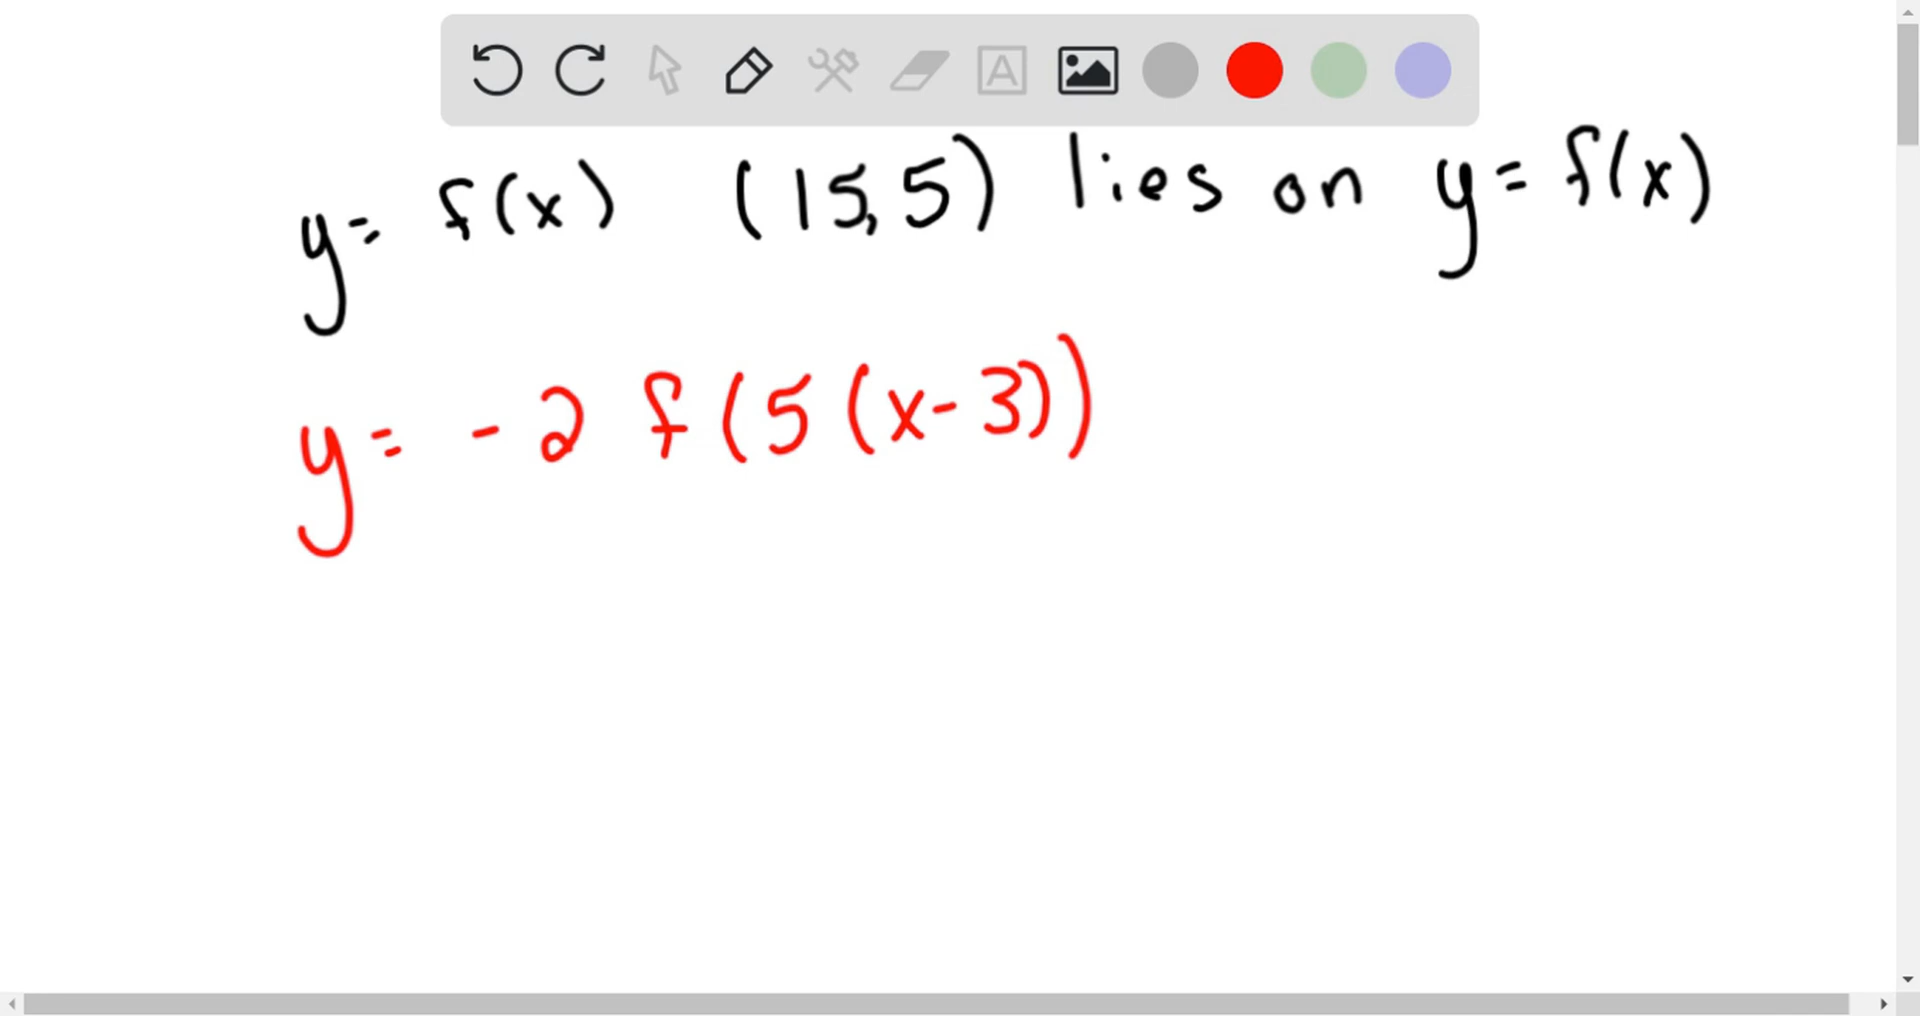 A
y = f(x) (15,5) lies on y = f(x)
y = - 2 f(5(x-3))